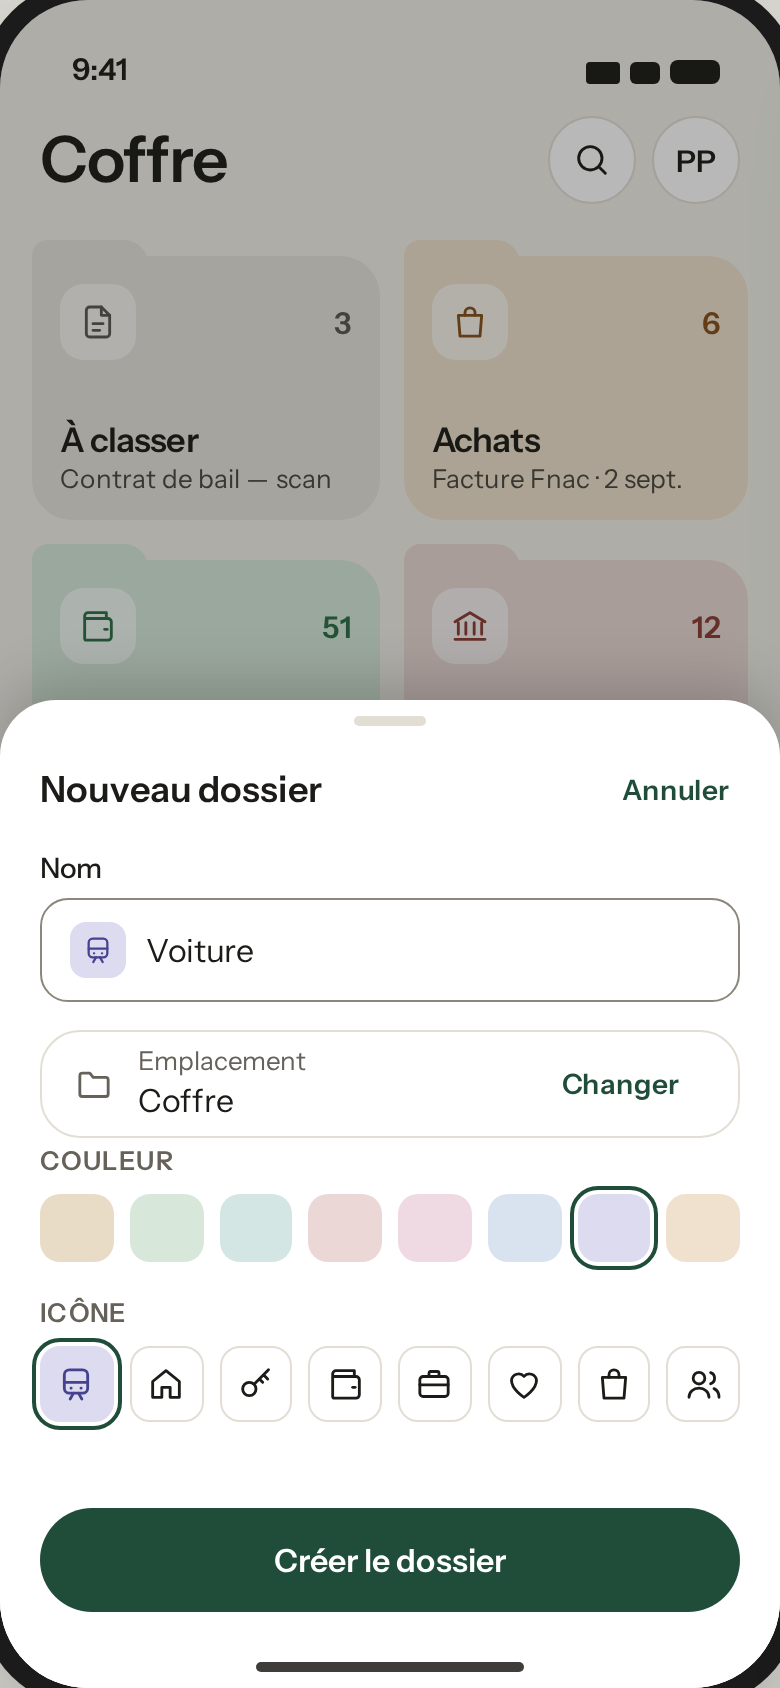 9:41
Coffre
PP
3
6
À classer
Contrat de bail — scan
Achats
Facture Fnac · 2 sept.
51
12
Nouveau dossier
Annuler
Nom
Voiture
Emplacement
Coffre
Changer
COULEUR
ICÔNE
Créer le dossier